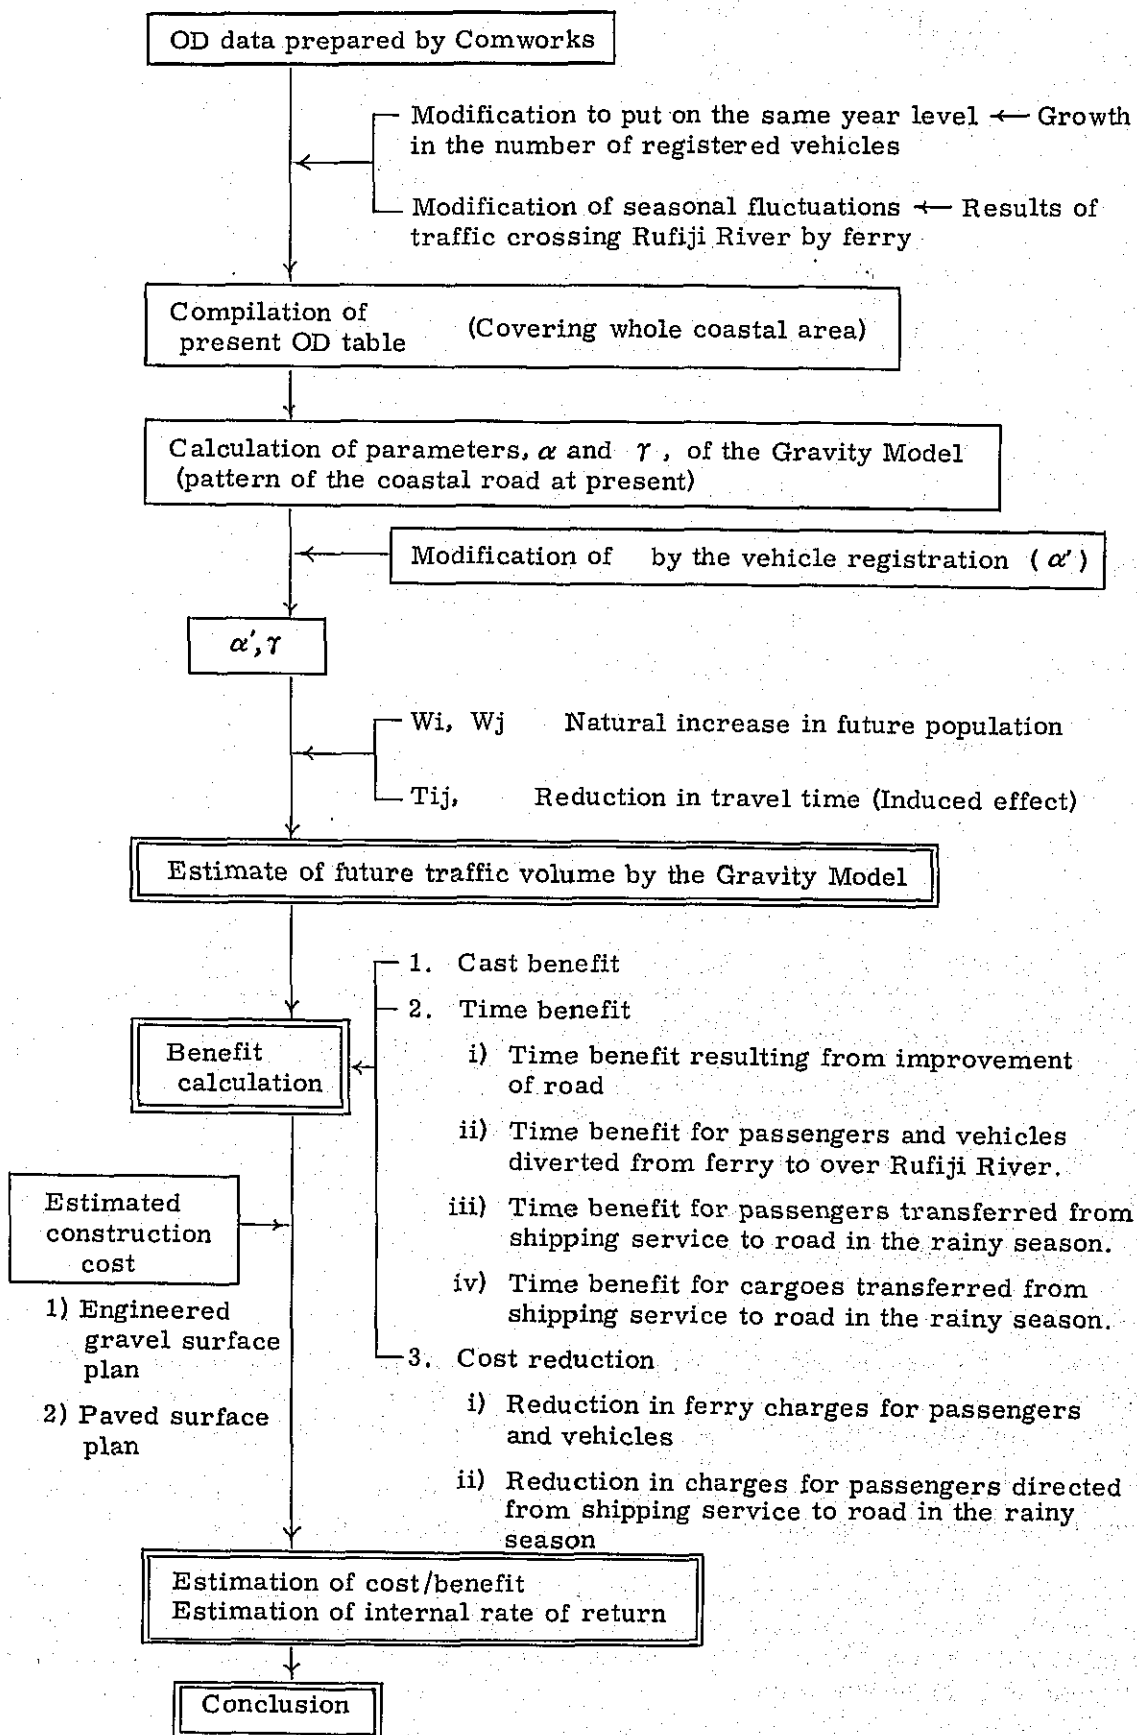 OD data prepared by Comworks
Modification to put on the same year level ← Growth
in the number of registered vehicles
Modification of seasonal fluctuations ← Results of
traffic crossing Rufiji River by ferry
Compilation of
present OD table (Covering whole coastal area)
Calculation of parameters, α and γ, of the Gravity Model
(pattern of the coastal road at present)
Modification of by the vehicle registration (α')
α', γ
Wi, Wj Natural increase in future population
Tij, Reduction in travel time (Induced effect)
Estimate of future traffic volume by the Gravity Model
1. Cast benefit
2. Time benefit
Benefit
calculation
i) Time benefit resulting from improvement
of road
ii) Time benefit for passengers and vehicles
diverted from ferry to over Rufiji River.
iii) Time benefit for passengers transferred from
shipping service to road in the rainy season.
iv) Time benefit for cargoes transferred from
shipping service to road in the rainy season.
3. Cost reduction
i) Reduction in ferry charges for passengers
and vehicles
ii) Reduction in charges for passengers directed
from shipping service to road in the rainy
season
Estimated
construction
cost
1) Engineered
gravel surface
plan
2) Paved surface
plan
Estimation of cost/benefit
Estimation of internal rate of return
Conclusion